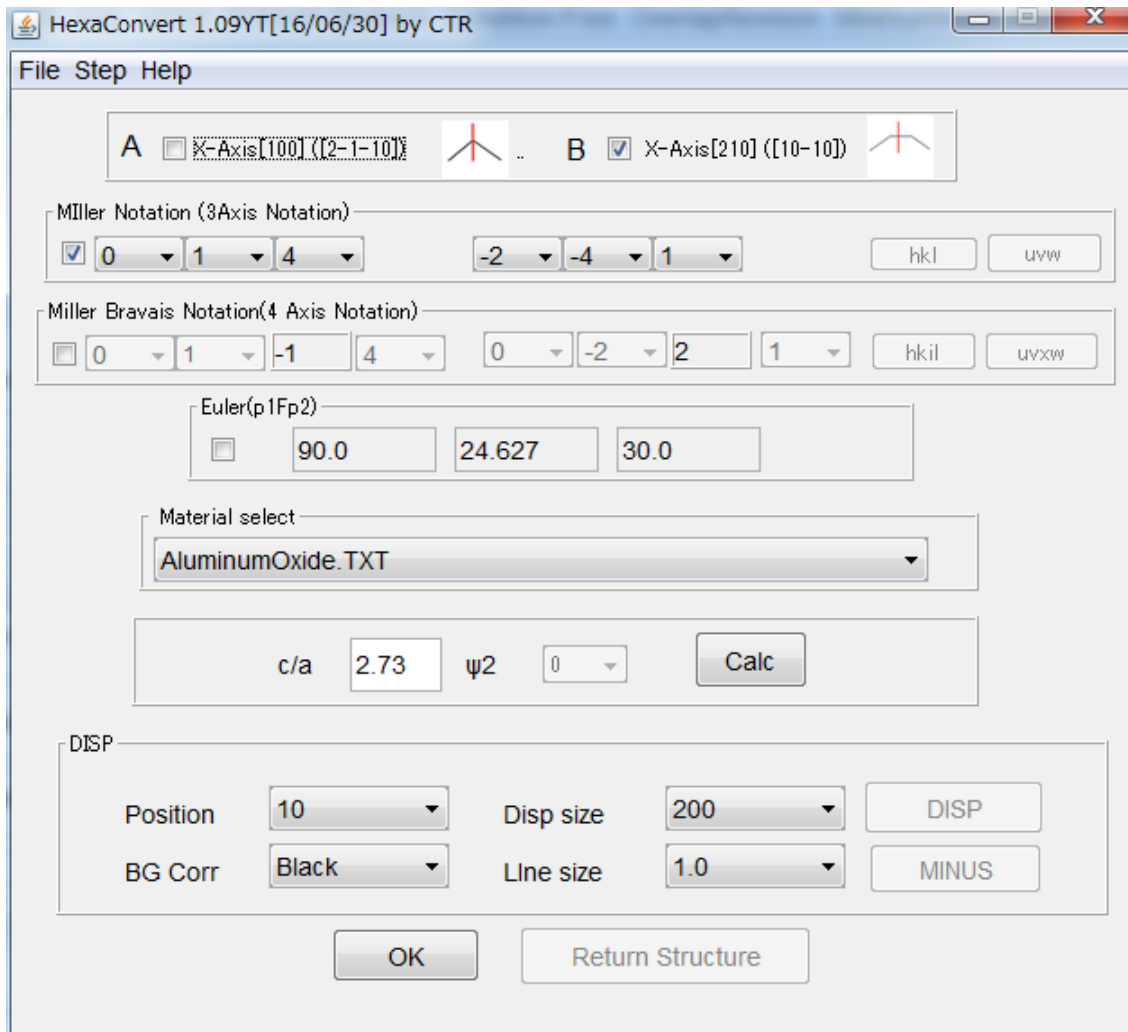 HexaConvert 1.09YT[16/06/30] by CTR
File Step Help
A X-Axis[100] ([2-1-10]) .. B X-Axis[210] ([10-10])
MIller Notation (3Axis Notation)
0 1 4 -2 -4 1 hkl uvw
Miller Bravais Notation(4 Axis Notation)
0 1 -1 4 0 -2 2 1 hkil uvxw
Euler(p1Fp2)
90.0 24.627 30.0
Material select
AluminumOxide.TXT
c/a 2.73 ψ2 0 Calc
DISP
Position 10 Disp size 200 DISP
BG Corr Black LIne size 1.0 MINUS
OK Return Structure